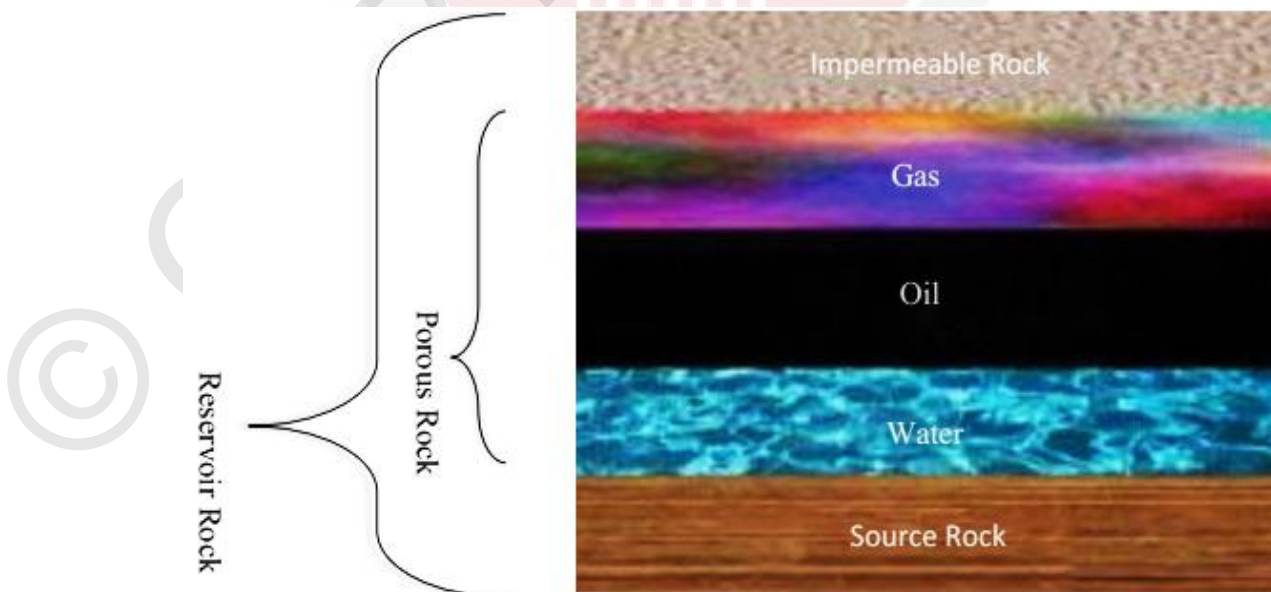 Impermeable Rock
Gas
Oil
Water
Source Rock
Porous Rock
Reservoir Rock
©